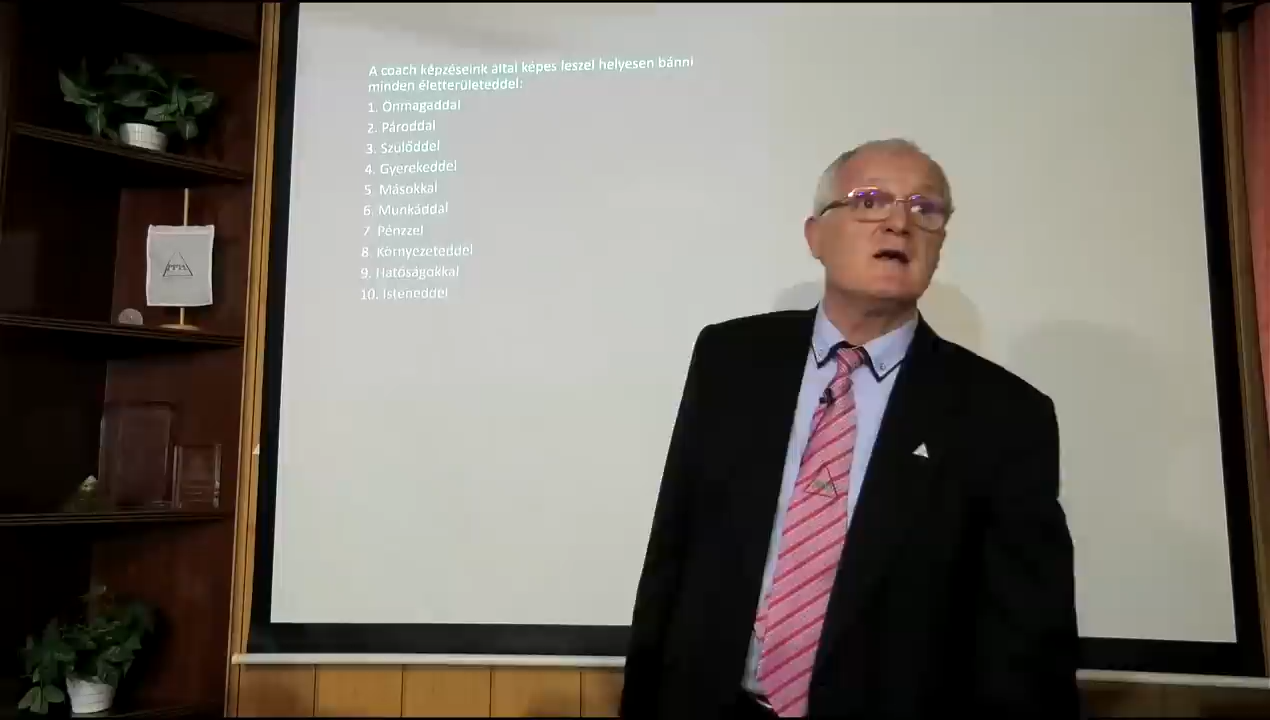 A coach képzéseink által képes leszel helyesen bánni
minden életterületeddel:
1. Önmagaddal
2. Pároddal
3. Szülőddel
4. Gyerekeddel
5. Másokkal
6. Munkáddal
7. Pénzzel
8. Környezeteddel
9. Hatóságokkal
10. Isteneddel